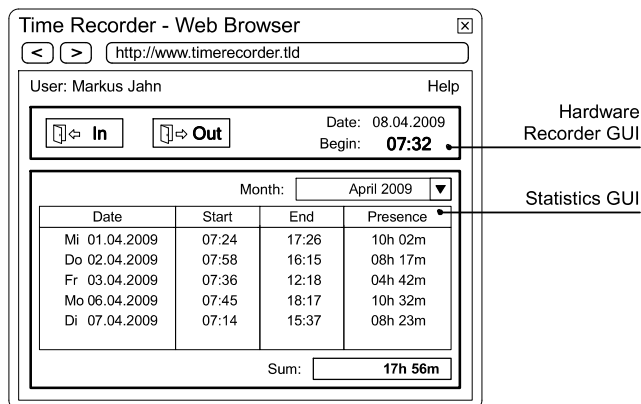 Time Recorder - Web Browser
< > http://www.timerecorder.tld
User: Markus Jahn Help
In Out Date: 08.04.2009
Begin: 07:32
Hardware
Recorder GUI
Month: April 2009
Statistics GUI
Date Start End Presence
Mi 01.04.2009 07:24 17:26 10h 02m
Do 02.04.2009 07:58 16:15 08h 17m
Fr 03.04.2009 07:36 12:18 04h 42m
Mo 06.04.2009 07:45 18:17 10h 32m
Di 07.04.2009 07:14 15:37 08h 23m
Sum: 17h 56m